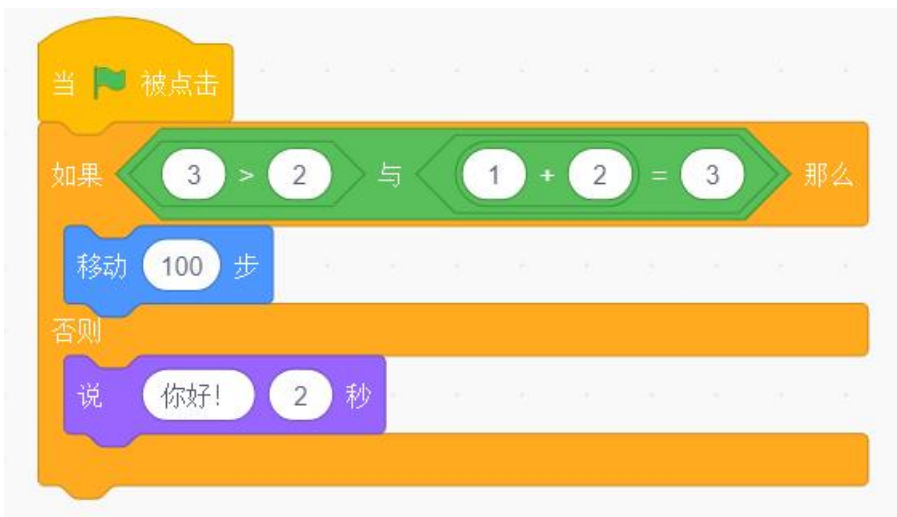 当 被点击
如果 3 > 2 与 1 + 2 = 3 那么
移动 100 步
否则
说 你好! 2 秒